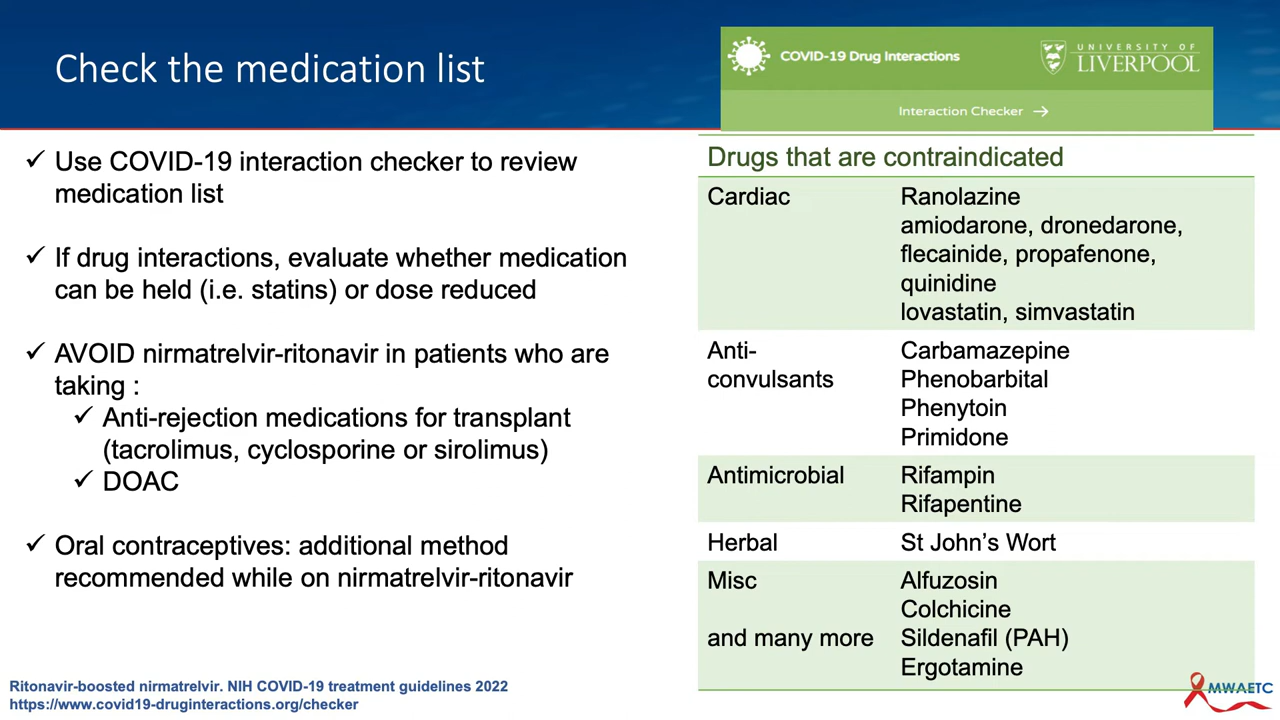 Check the medication list
COVID-19 Drug Interactions
UNIVERSITY OF
LIVERPOOL
Interaction Checker →
✓ Use COVID-19 interaction checker to review
medication list
✓ If drug interactions, evaluate whether medication
can be held (i.e. statins) or dose reduced
✓ AVOID nirmatrelvir-ritonavir in patients who are
taking :
✓ Anti-rejection medications for transplant
(tacrolimus, cyclosporine or sirolimus)
✓ DOAC
✓ Oral contraceptives: additional method
recommended while on nirmatrelvir-ritonavir
Drugs that are contraindicated
Cardiac Ranolazine
amiodarone, dronedarone,
flecainide, propafenone,
quinidine
lovastatin, simvastatin
Anti- Carbamazepine
convulsants Phenobarbital
Phenytoin
Primidone
Antimicrobial Rifampin
Rifapentine
Herbal St John’s Wort
Misc Alfuzosin
Colchicine
and many more Sildenafil (PAH)
Ergotamine
Ritonavir-boosted nirmatrelvir. NIH COVID-19 treatment guidelines 2022
https://www.covid19-druginteractions.org/checker
MWAETC